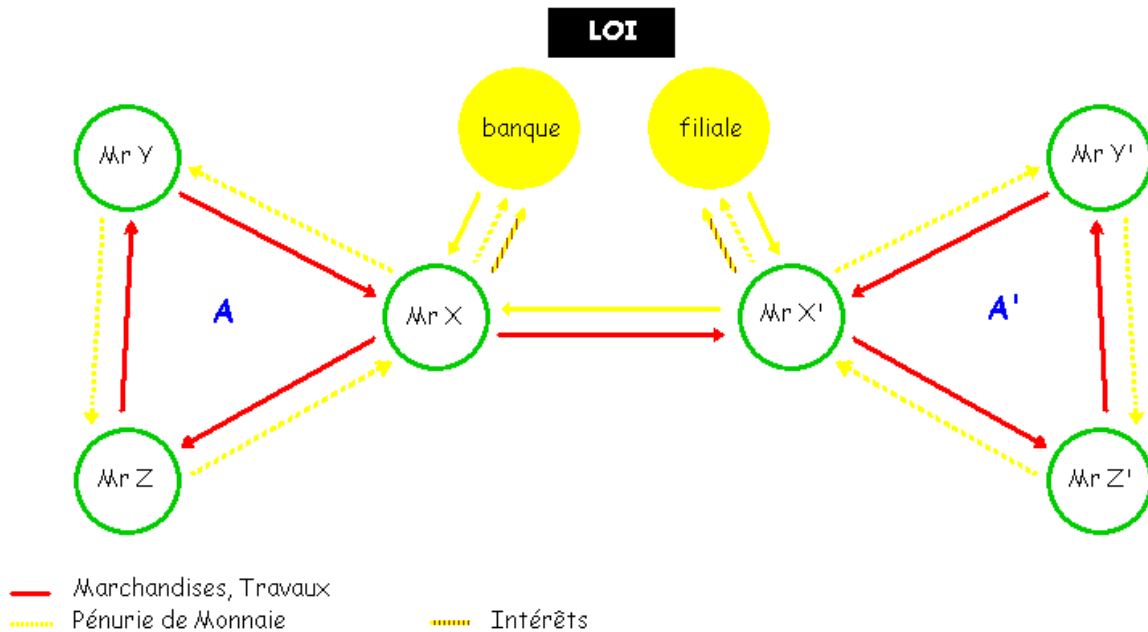 LOI
banque
filiale
Mr Y
Mr Y'
A
Mr X
Mr X'
A'
Mr Z
Mr Z'
Marchandises, Travaux
Pénurie de Monnaie
Intérêts